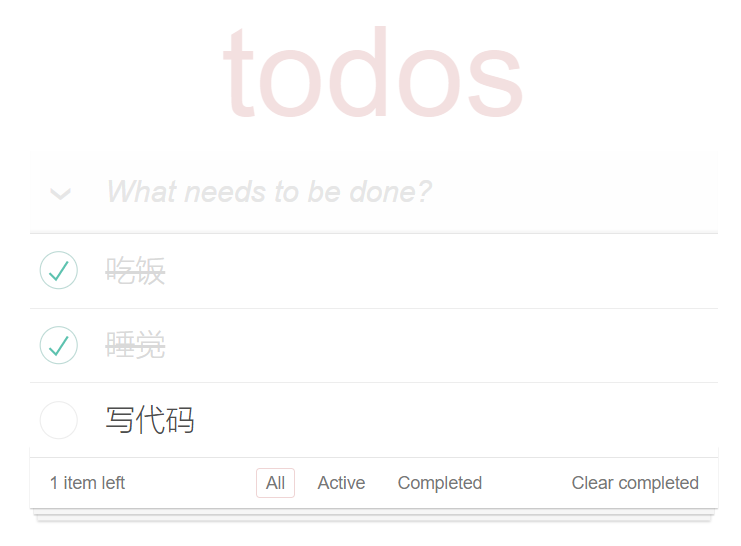 todos
What needs to be done?
吃饭
睡觉
写代码
1 item left All Active Completed Clear completed